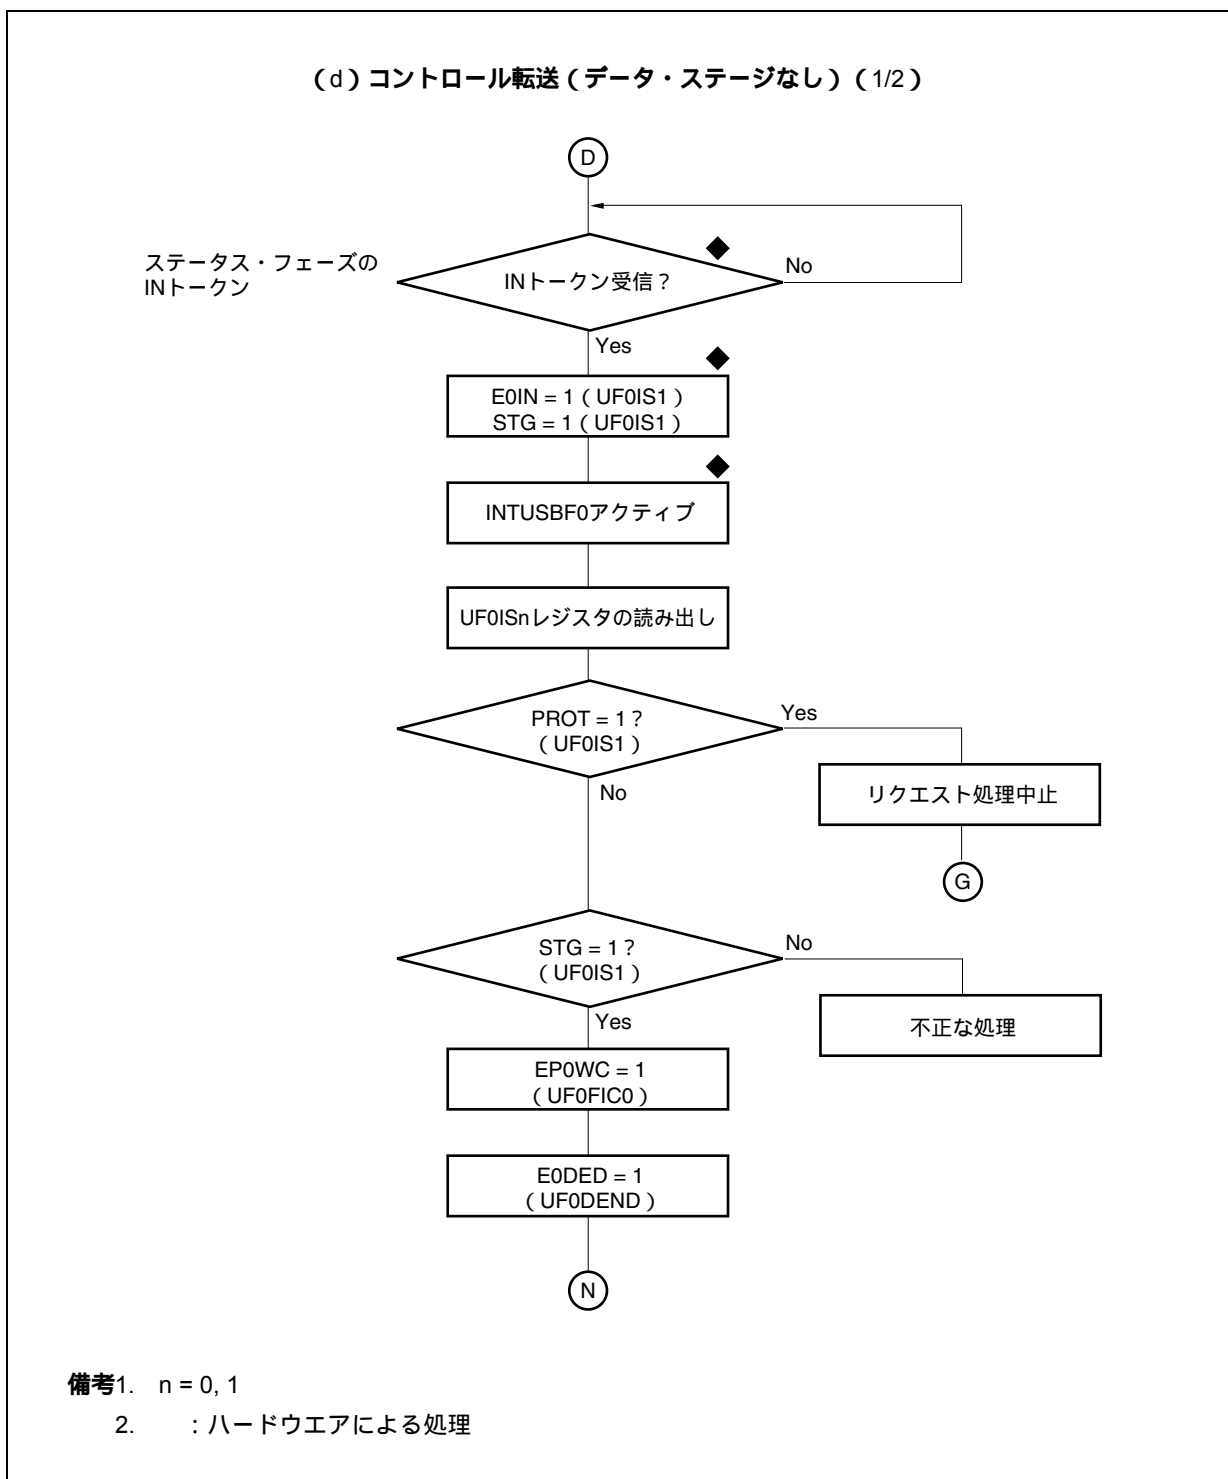 （d）コントロール転送（データ・ステージなし）（1/2）
D
ステータス・フェーズの
INトークン
INトークン受信？
No
Yes
E0IN = 1（UF0IS1）
STG = 1（UF0IS1）
INTUSBF0アクティブ
UF0ISnレジスタの読み出し
PROT = 1？
（UF0IS1）
Yes
No
リクエスト処理中止
G
STG = 1？
（UF0IS1）
No
Yes
不正な処理
EP0WC = 1
（UF0FIC0）
E0DED = 1
（UF0DEND）
N
備考1. n = 0, 1
2. ：ハードウエアによる処理